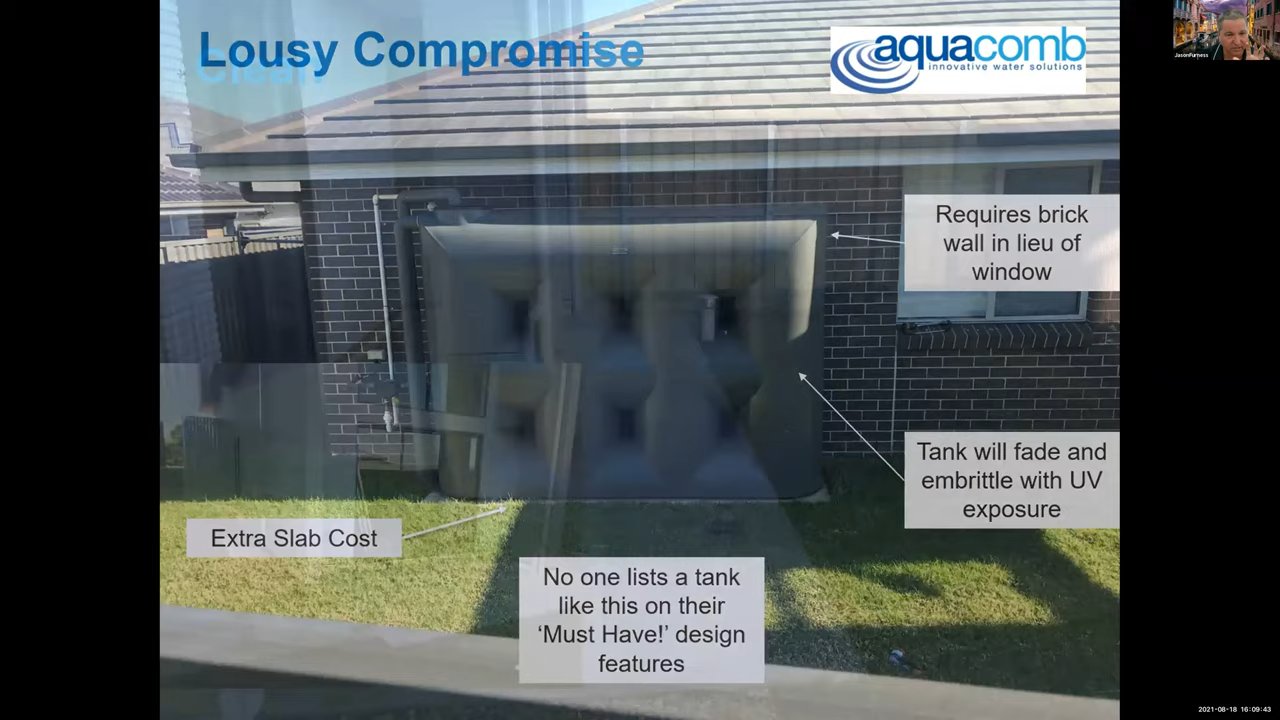 Lousy Compromise
aquacomb
innovative water solutions
JasonFurness
Requires brick
wall in lieu of
window
Tank will fade and
embrittle with UV
exposure
Extra Slab Cost
No one lists a tank
like this on their
‘Must Have!’ design
features
2021-08-18 16:09:43